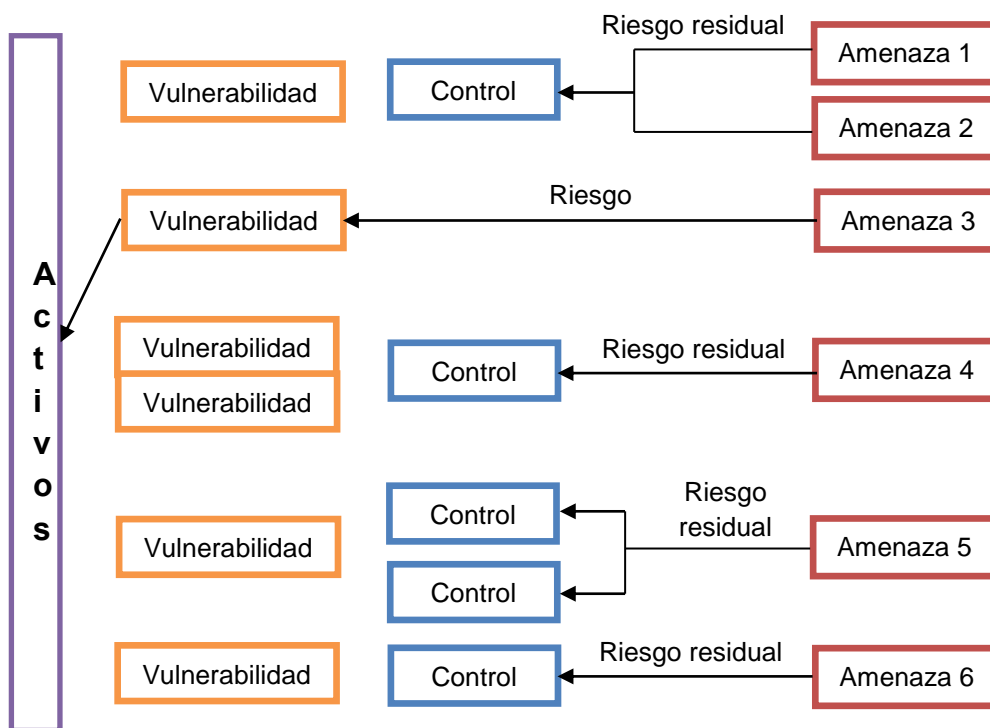 Activos
Riesgo residual
Vulnerabilidad
Control
Amenaza 1
Amenaza 2
Vulnerabilidad
Riesgo
Amenaza 3
Vulnerabilidad
Vulnerabilidad
Control
Riesgo residual
Amenaza 4
Vulnerabilidad
Control
Control
Riesgo
residual
Amenaza 5
Vulnerabilidad
Control
Riesgo residual
Amenaza 6